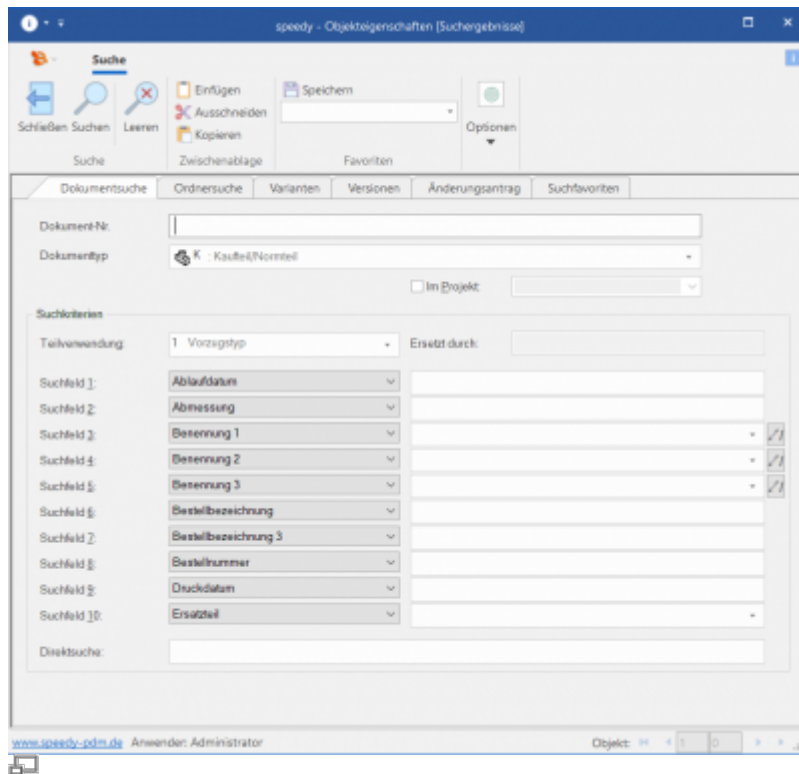 speedy - Objekteigenschaften [Suchergebnisse]
Suche
Schließen Suchen Leeren
Einfügen
Ausschneiden
Kopieren
Speichern
Optionen
Suche Zwischenablage Favoriten
Dokumentsuche Ordnersuche Varianten Versionen Änderungsantrag Suchfavoriten
Dokument-Nr.
Dokumenttyp K : Kaufteil/Normteil
Im Projekt:
Suchkriterien
Teilverwendung: 1 Vorzugstyp Ersetzt durch:
Suchfeld 1: Ablaufdatum
Suchfeld 2: Abmessung
Suchfeld 3: Benennung 1
Suchfeld 4: Benennung 2
Suchfeld 5: Benennung 3
Suchfeld 6: Bestellbezeichnung
Suchfeld 7: Bestellbezeichnung 3
Suchfeld 8: Bestellnummer
Suchfeld 9: Druckdatum
Suchfeld 10: Ersatzteil
Direktsuche:
www.speedy-pdm.de Anwender: Administrator Objekt: 1 0